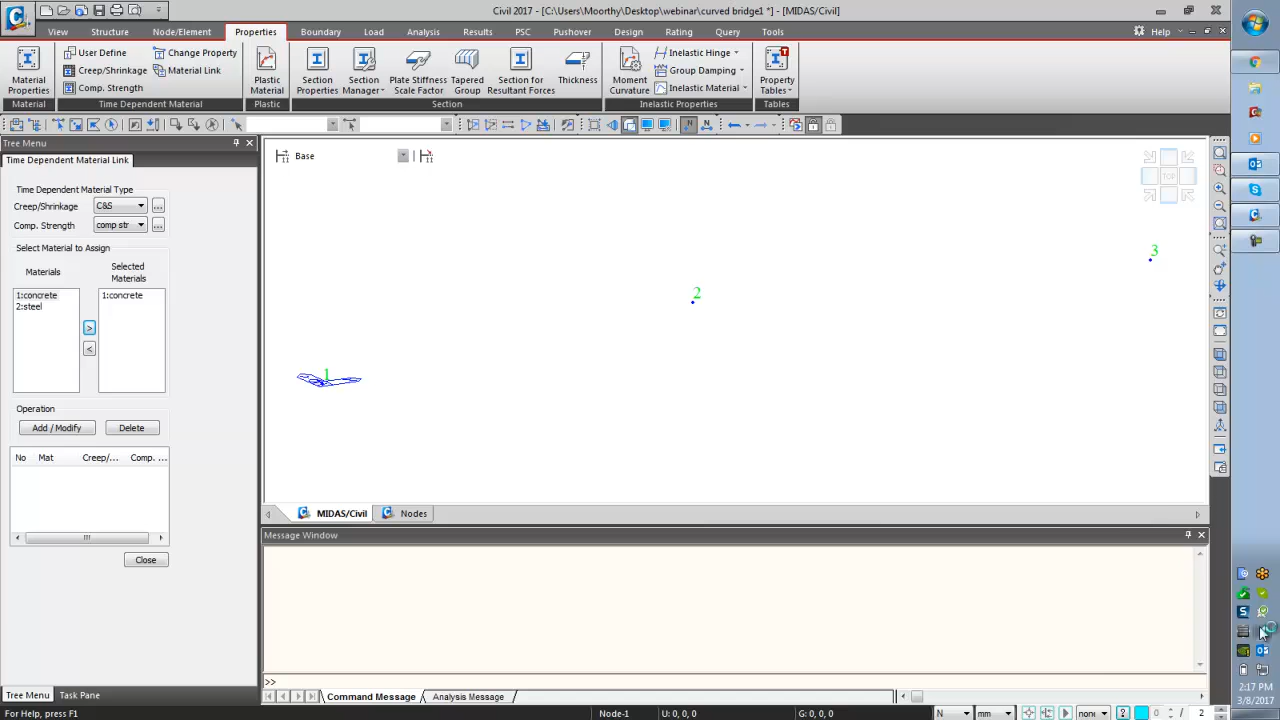 Civil 2017 - [C:\Users\Moorthy\Desktop\webinar\curved bridge1 *] - [MIDAS/Civil]
View Structure Node/Element Properties Boundary Load Analysis Results PSC Pushover Design Rating Query Tools Help
Material Properties
User Define
Creep/Shrinkage
Comp. Strength
Change Property
Material Link
Plastic Material
Section Properties
Section Manager
Plate Stiffness Scale Factor
Tapered Group
Section for Resultant Forces
Thickness
Moment Curvature
Inelastic Hinge
Group Damping
Inelastic Material
Property Tables
Material Time Dependent Material Plastic Section Inelastic Properties Tables
Tree Menu
Time Dependent Material Link
Base
TOP
Time Dependent Material Type
Creep/Shrinkage C&S ...
Comp. Strength comp str ...
Select Material to Assign
Materials
Selected Materials
1:concrete
2:steel
1:concrete
>
<
Operation
Add / Modify Delete
No Mat Creep/... Comp. ...
Close
1
2
3
MIDAS/Civil Nodes
Message Window
>>
Command Message Analysis Message
Tree Menu Task Pane
For Help, press F1
Node-1 U: 0, 0, 0 G: 0, 0, 0 N mm none ? 0 / 2
2:17 PM
3/8/2017